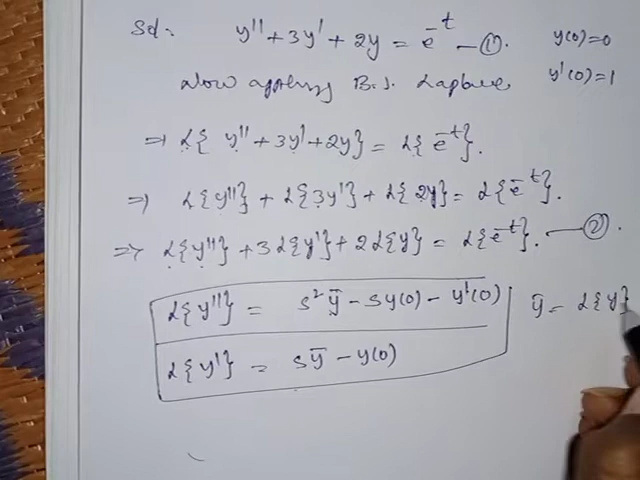 Sol: y'' + 3y' + 2y = e^{-t} — ①. y(0)=0
Now applying B.S. Laplace, y'(0)=1
⇒ L{ y'' + 3y' + 2y} = L{ e^{-t}}.
⇒ L{y''} + L{3y'} + L{2y} = L{e^{-t}}.
⇒ L{y''} + 3L{y'} + 2L{y} = L{e^{-t}}. — ②.
L{y''} = s²ȳ - sy(0) - y'(0) ȳ = L{y}
L{y'} = sȳ - y(0)